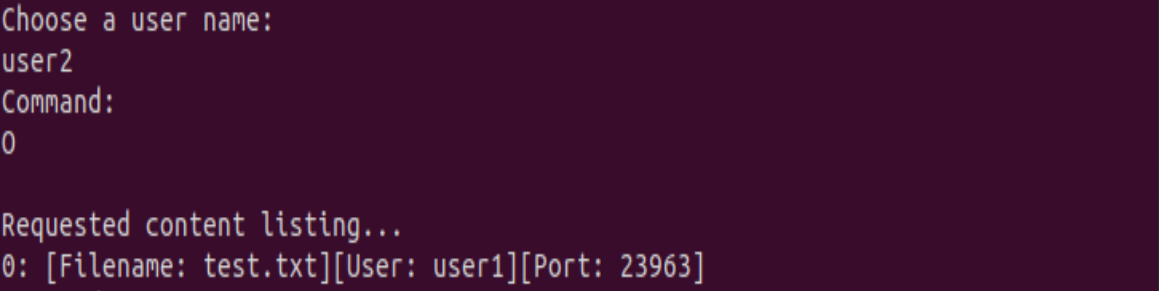 Choose a user name:
user2
Command:
O

Requested content listing...
0: [Filename: test.txt][User: user1][Port: 23963]